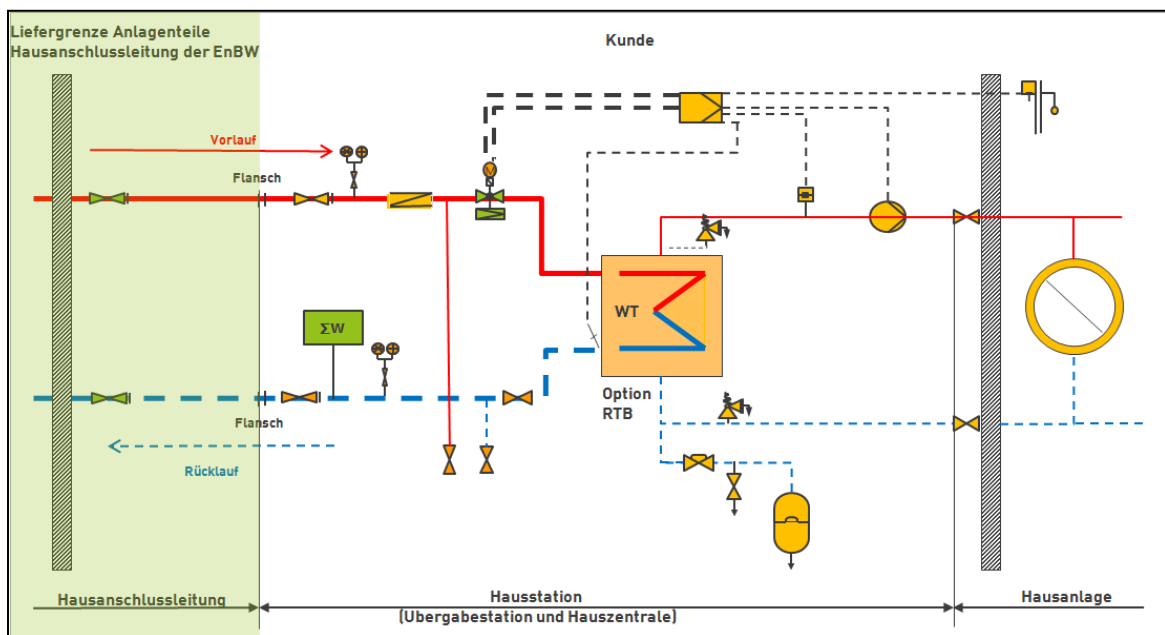 Liefergrenze Anlagenteile
Hausanschlussleitung der EnBW
Kunde
Vorlauf
Flansch
M
WT
ΣW
Option
RTB
Flansch
Rücklauf
Hausanschlussleitung
Hausstation
(Ubergabestation und Hauszentrale)
Hausanlage